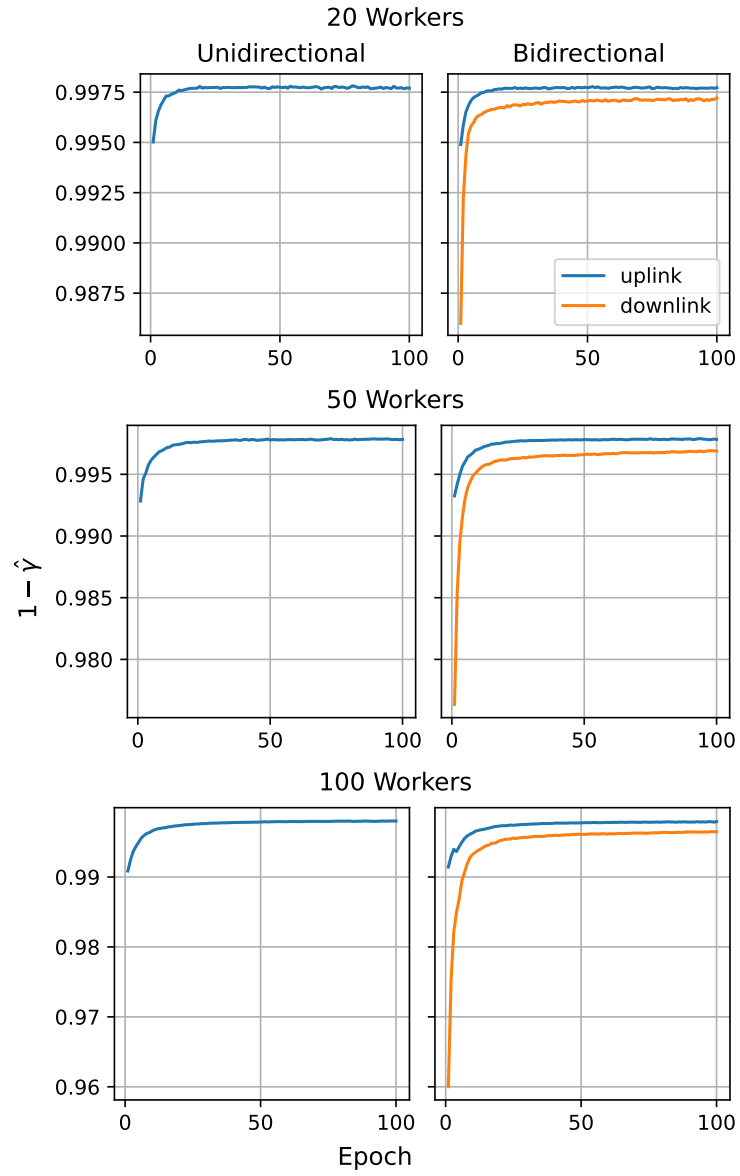 20 Workers
Unidirectional Bidirectional
0.9975
0.9950
0.9925
0.9900
0.9875
uplink
downlink
0 50 100 0 50 100
50 Workers
0.995
0.990
0.985
0.980
1 − γ̂
0 50 100 0 50 100
100 Workers
0.99
0.98
0.97
0.96
0 50 100 0 50 100
Epoch